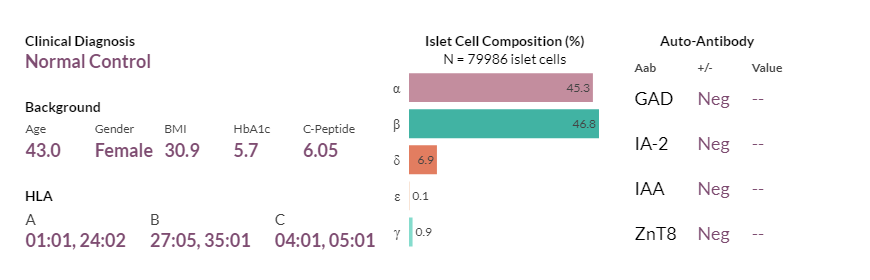 Clinical Diagnosis
Normal Control
Background
Age Gender BMI HbA1c C-Peptide
43.0 Female 30.9 5.7 6.05
HLA
A B C
01:01, 24:02 27:05, 35:01 04:01, 05:01
Islet Cell Composition (%)
N = 79986 islet cells
α 45.3
β 46.8
δ 6.9
ε 0.1
γ 0.9
Auto-Antibody
Aab +/- Value
GAD Neg --
IA-2 Neg --
IAA Neg --
ZnT8 Neg --